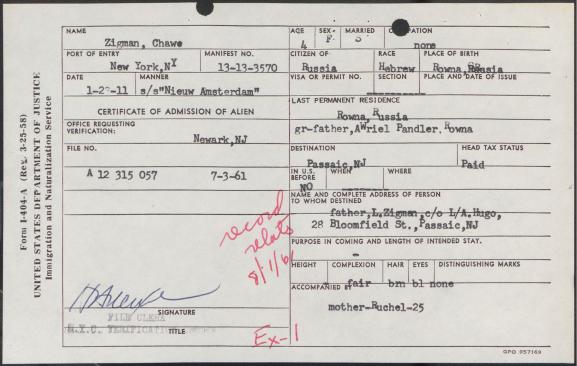 NAME
Zigman, Chawe
AGE
4
SEX
F
MARRIED
S
none
PORT OF ENTRY
New York, NY
MANIFEST NO.
13-13-3570
CITIZEN OF
Russia
RACE
Hebrew
PLACE OF BIRTH
Rowna, Russia
DATE
MANNER
s/s"Nieuw Amsterdam"
VISA OR PERMIT NO.
SECTION
PLACE AND DATE OF ISSUE
CERTIFICATE OF ADMISSION OF ALIEN
LAST PERMANENT RESIDENCE
Rowna, Russia
gr-father, AWriel Pandler. Rowna
OFFICE REQUESTING
VERIFICATION:
Newark, NJ
DESTINATION
Passaic, NJ
HEAD TAX STATUS
Paid
FILE NO.
A 12 315 057
7-3-61
IN U.S.
BEFORE
NO
WHEN
WHERE
NAME AND COMPLETE ADDRESS OF PERSON
TO WHOM DESTINED
father, L.Zigman, c/o L/A.Hugo,
28 Bloomfield St., Passaic, NJ
PURPOSE IN COMING AND LENGTH OF INTENDED STAY.
HEIGHT
COMPLEXION
fair
HAIR
brn
EYES
bl
DISTINGUISHING MARKS
none
ACCOMPANIED BY
mother-Ruchel-25
record
relats
8/1/61
Ex-1
SIGNATURE
FILE CLERK
N.Y.C. VERIFICATION
TITLE
Form I-404-A (Rev. 3-25-58)
UNITED STATES DEPARTMENT OF JUSTICE
Immigration and Naturalization Service
GPO 957169